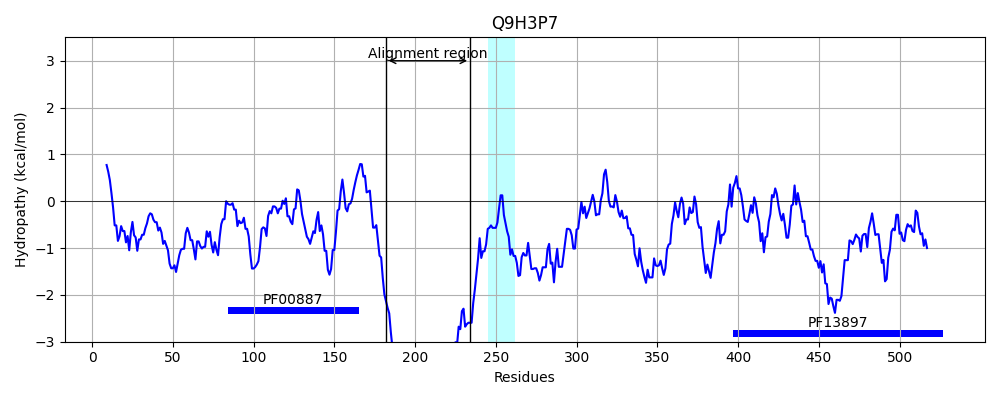 Q9H3P7
Alignment region
3
2
1
0
−1
−2
−3
Hydropathy (kcal/mol)
PF00887
PF13897
0 50 100 150 200 250 300 350 400 450 500
Residues